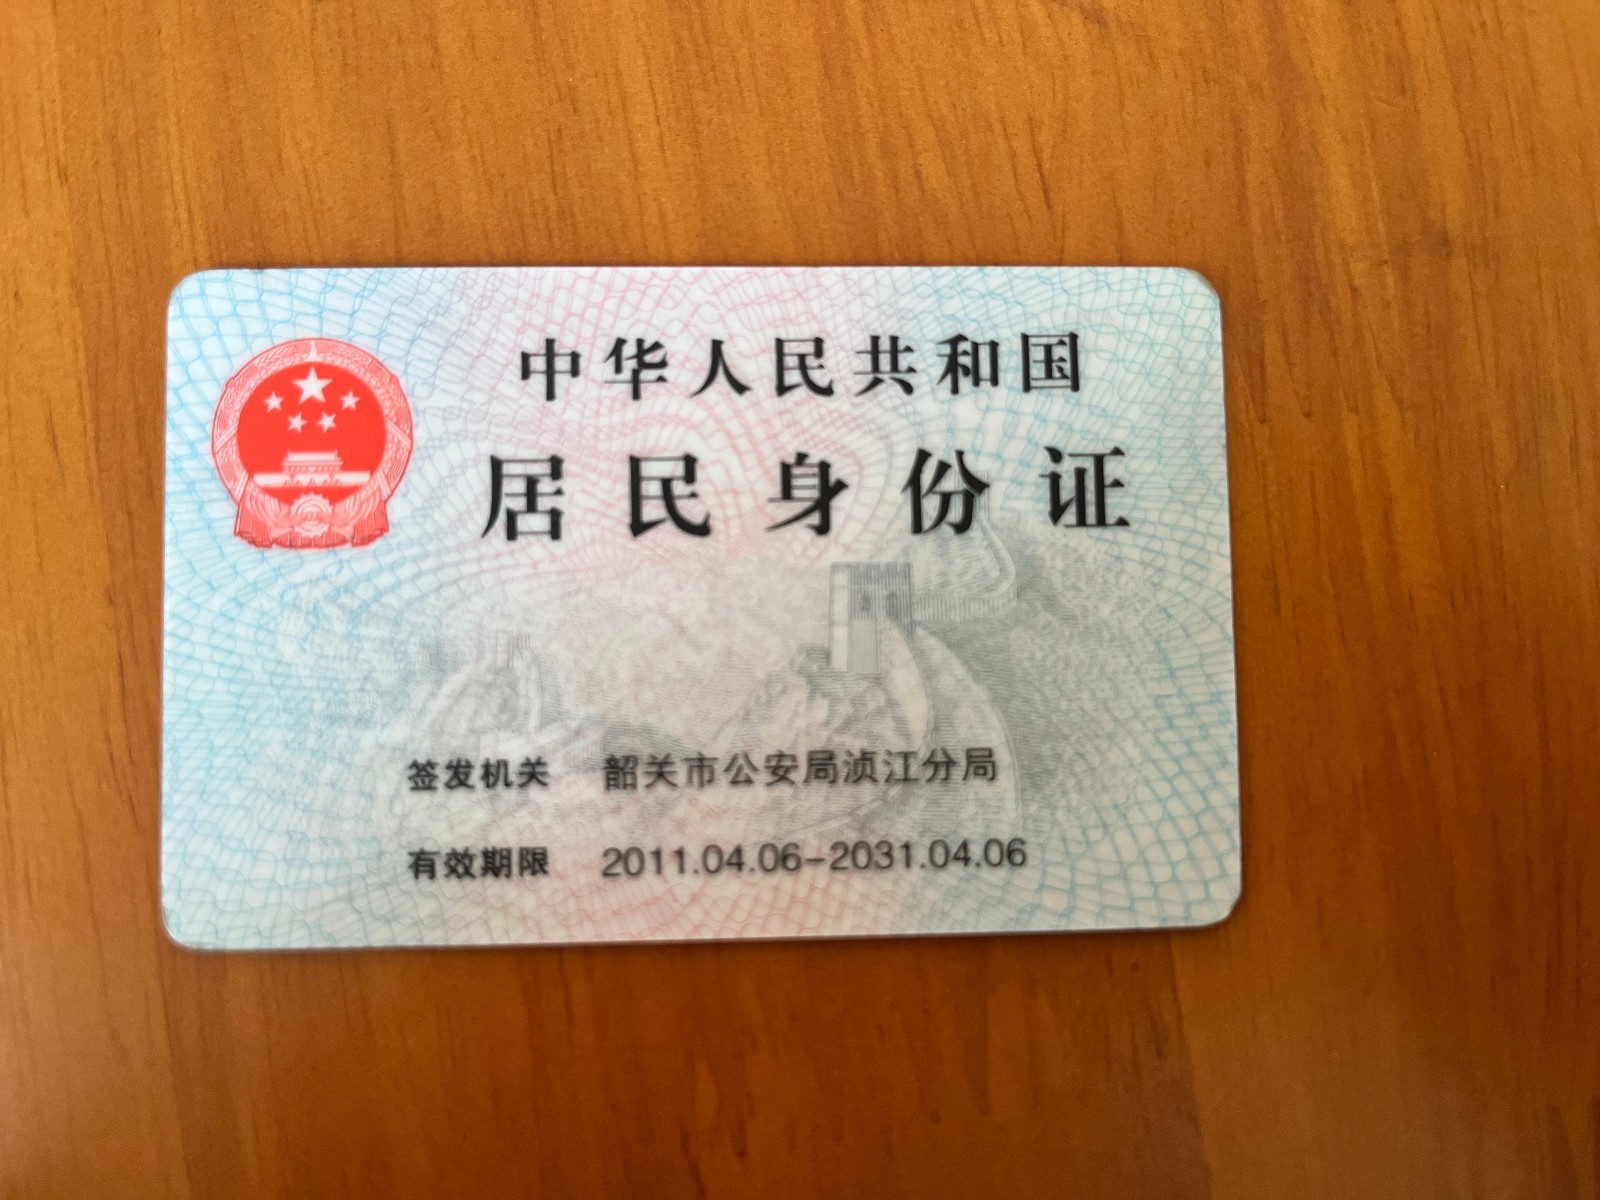 中华人民共和国
居民身份证
签发机关 韶关市公安局浈江分局
有效期限 2011.04.06-2031.04.06